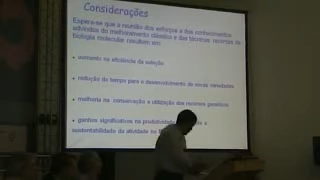 Considerações
Espera-se que a reunião dos esforços e dos conhecimentos
advindos do melhoramento clássico e das técnicas recentes da
biologia molecular resultem em:
• aumento na eficiência da seleção
• redução do tempo para o desenvolvimento de novas variedades
• melhoria na conservação e utilização dos recursos genéticos
• ganhos significativos na produtividade a
sustentabilidade da atividade no